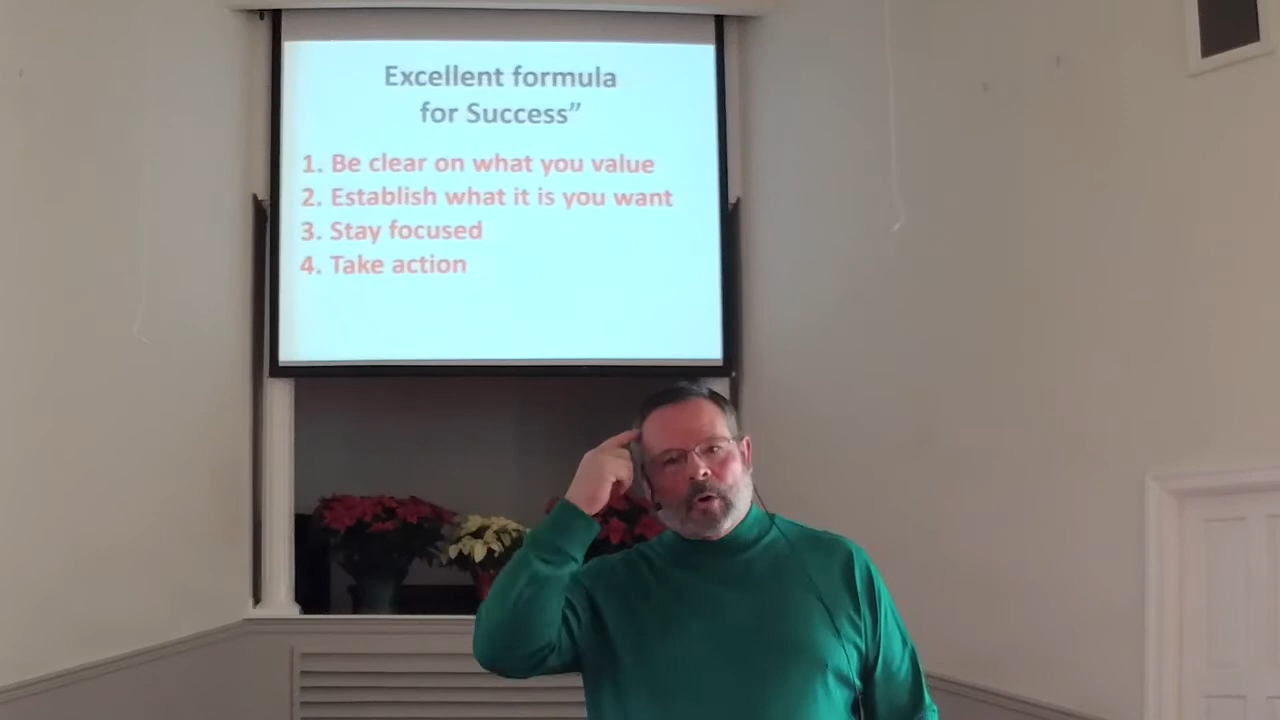 Excellent formula
for Success”
1. Be clear on what you value
2. Establish what it is you want
3. Stay focused
4. Take action